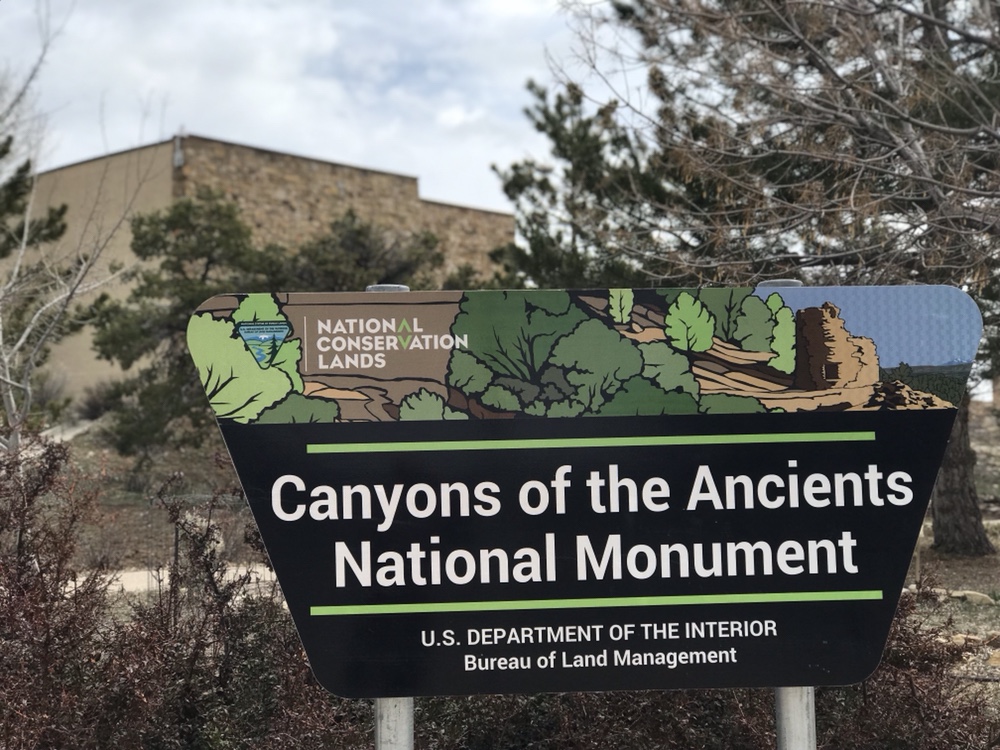 NATIONAL
CONSERVATION
LANDS
Canyons of the Ancients
National Monument
U.S. DEPARTMENT OF THE INTERIOR
Bureau of Land Management